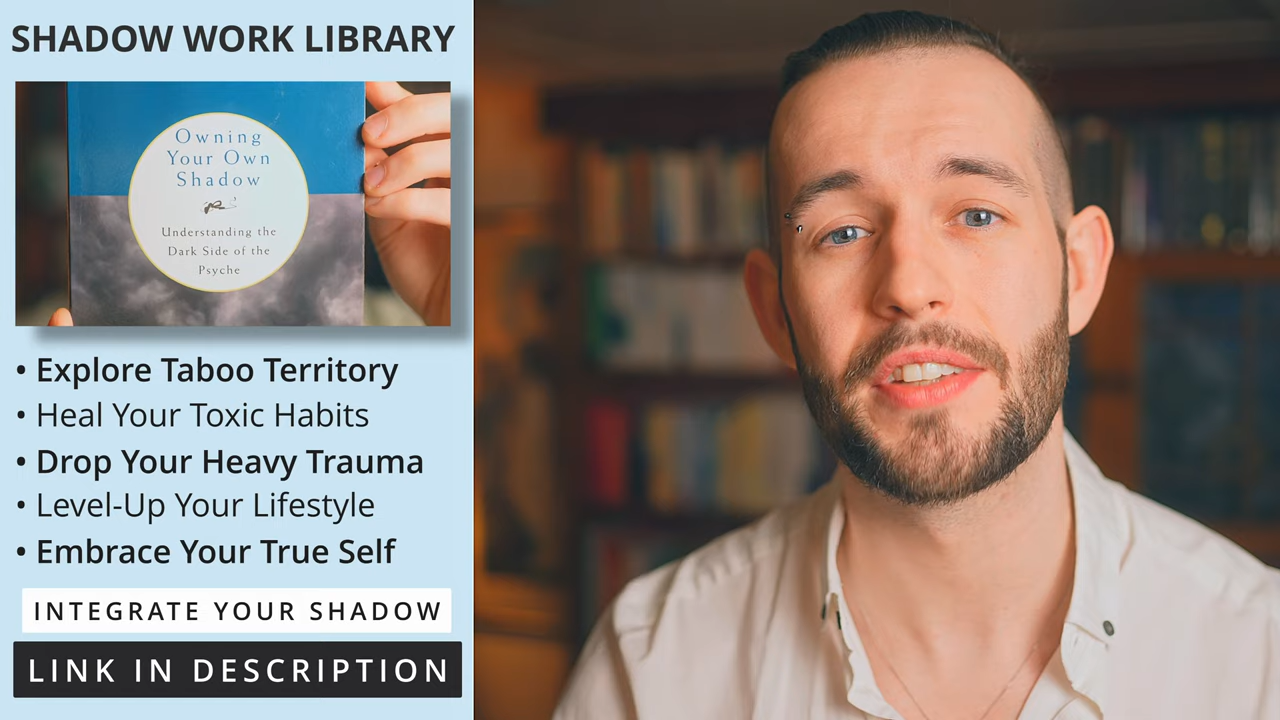 SHADOW WORK LIBRARY
Owning
Your Own
Shadow
Understanding the
Dark Side of the
Psyche
• Explore Taboo Territory
• Heal Your Toxic Habits
• Drop Your Heavy Trauma
• Level-Up Your Lifestyle
• Embrace Your True Self
INTEGRATE YOUR SHADOW
LINK IN DESCRIPTION